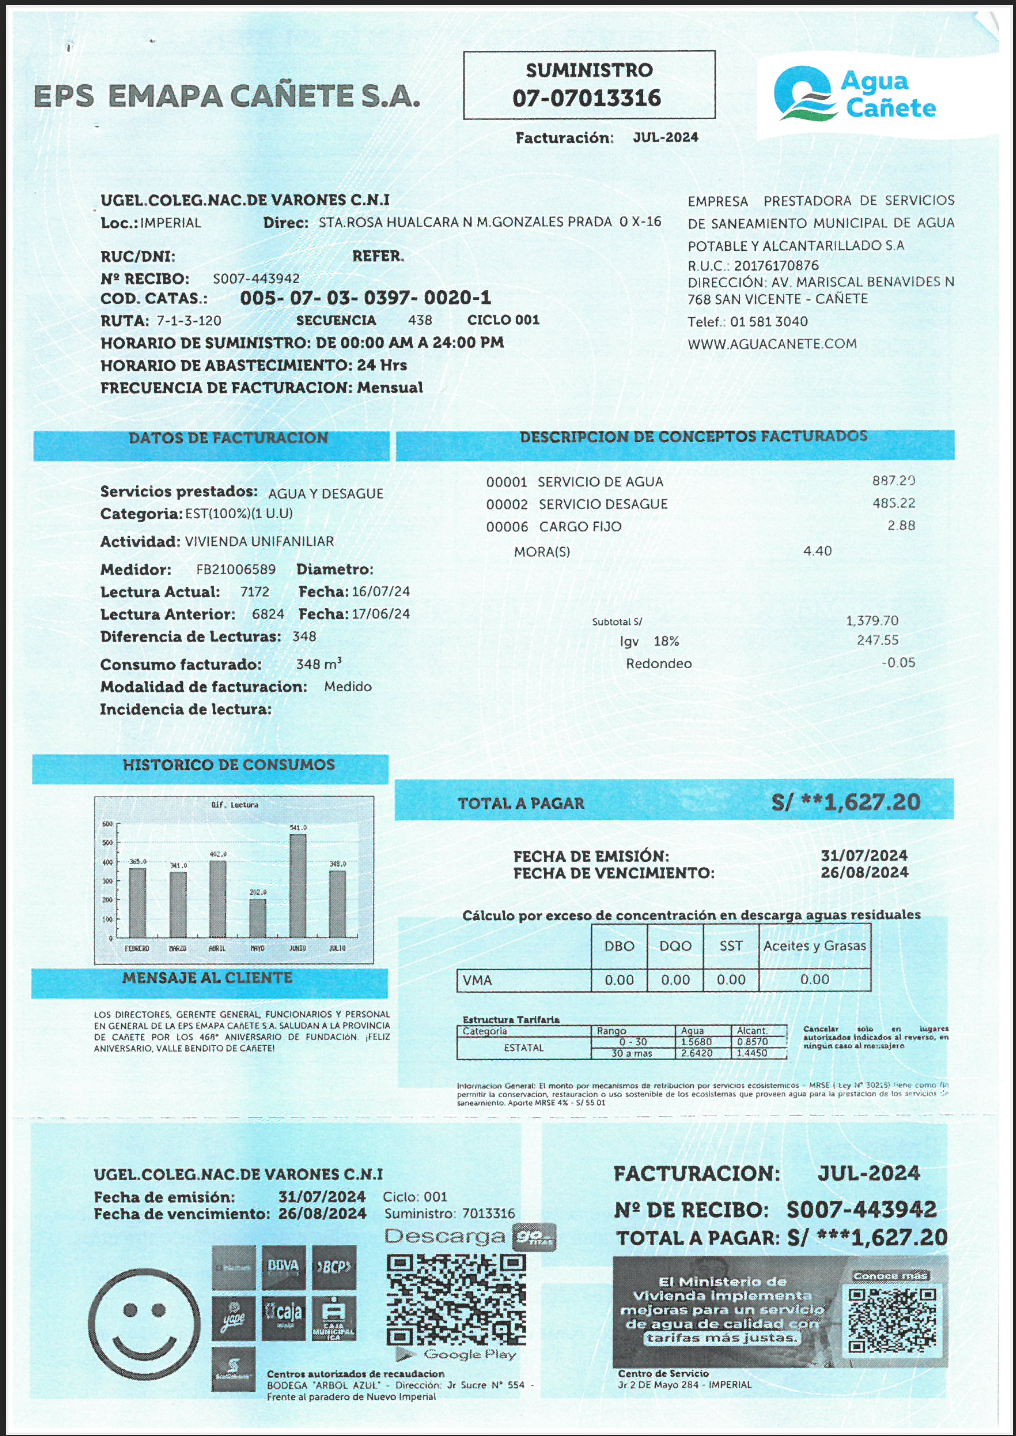 EPS EMAPA CAÑETE S.A.
SUMINISTRO
07-07013316
Facturación: JUL-2024
Agua
Cañete
UGEL.COLEG.NAC.DE VARONES C.N.I
Loc.: IMPERIAL Direc: STA.ROSA HUALCARA N M.GONZALES PRADA 0 X-16
RUC/DNI: REFER.
Nº RECIBO: S007-443942
COD. CATAS.: 005- 07- 03- 0397- 0020-1
RUTA: 7-1-3-120 SECUENCIA 438 CICLO 001
HORARIO DE SUMINISTRO: DE 00:00 AM A 24:00 PM
HORARIO DE ABASTECIMIENTO: 24 Hrs
FRECUENCIA DE FACTURACION: Mensual
EMPRESA PRESTADORA DE SERVICIOS
DE SANEAMIENTO MUNICIPAL DE AGUA
POTABLE Y ALCANTARILLADO S.A
R.U.C.: 20176170876
DIRECCIÓN: AV. MARISCAL BENAVIDES N
768 SAN VICENTE - CAÑETE
Telef.: 01 581 3040
WWW.AGUACANETE.COM
DATOS DE FACTURACION
Servicios prestados: AGUA Y DESAGUE
Categoria: EST(100%)(1 U.U)
Actividad: VIVIENDA UNIFANILIAR
Medidor: FB21006589 Diametro:
Lectura Actual: 7172 Fecha: 16/07/24
Lectura Anterior: 6824 Fecha: 17/06/24
Diferencia de Lecturas: 348
Consumo facturado: 348 m³
Modalidad de facturacion: Medido
Incidencia de lectura:
DESCRIPCION DE CONCEPTOS FACTURADOS
00001 SERVICIO DE AGUA 887.20
00002 SERVICIO DESAGUE 485.22
00006 CARGO FIJO 2.88
MORA(S) 4.40
Subtotal S/ 1,379.70
Igv 18% 247.55
Redondeo -0.05
HISTORICO DE CONSUMOS
Dif. Lectura
600
500
400
300
200
100
0
365.0
341.0
402.0
202.0
541.0
348.0
FEBRERO MARZO ABRIL MAYO JUNIO JULIO
TOTAL A PAGAR S/ **1,627.20
FECHA DE EMISIÓN: 31/07/2024
FECHA DE VENCIMIENTO: 26/08/2024
Cálculo por exceso de concentración en descarga aguas residuales
DBO DQO SST Aceites y Grasas
VMA 0.00 0.00 0.00 0.00
MENSAJE AL CLIENTE
LOS DIRECTORES, GERENTE GENERAL, FUNCIONARIOS Y PERSONAL
EN GENERAL DE LA EPS EMAPA CAÑETE S.A. SALUDAN A LA PROVINCIA
DE CAÑETE POR LOS 468° ANIVERSARIO DE FUNDACIÓN. ¡FELIZ
ANIVERSARIO, VALLE BENDITO DE CAÑETE!
Estructura Tarifaria
Categoria Rango Agua Alcant.
ESTATAL 0 - 30 1.5680 0.8570
30 a mas 2.6420 1.4450
Cancelar solo en lugares
autorizados indicados al reverso, en
ningún caso al mensajero
Informacion General: El monto por mecanismos de retribucion por servicios ecosistemicos - MRSE ( Ley N° 30215) tiene como fin
permitir la conservacion, restauracion o uso sostenible de los ecosistemas que proveen agua para la prestacion de los servicios de
saneamiento. Aporte MRSE 4% - S/ 55.01
UGEL.COLEG.NAC.DE VARONES C.N.I
Fecha de emisión: 31/07/2024 Ciclo: 001
Fecha de vencimiento: 26/08/2024 Suministro: 7013316
Descarga go
BBVA
BCP
yape
caja
CAJA
MUNICIPAL
ICA
Scotiabank
Google Play
Centros autorizados de recaudacion
BODEGA "ARBOL AZUL" - Dirección: Jr Sucre N° 554 -
Frente al paradero de Nuevo Imperial
FACTURACION: JUL-2024
Nº DE RECIBO: S007-443942
TOTAL A PAGAR: S/ ***1,627.20
El Ministerio de
Vivienda implementa
mejoras para un servicio
de agua de calidad con
tarifas más justas.
Conoce más
Centro de Servicio
Jr 2 DE Mayo 284 - IMPERIAL